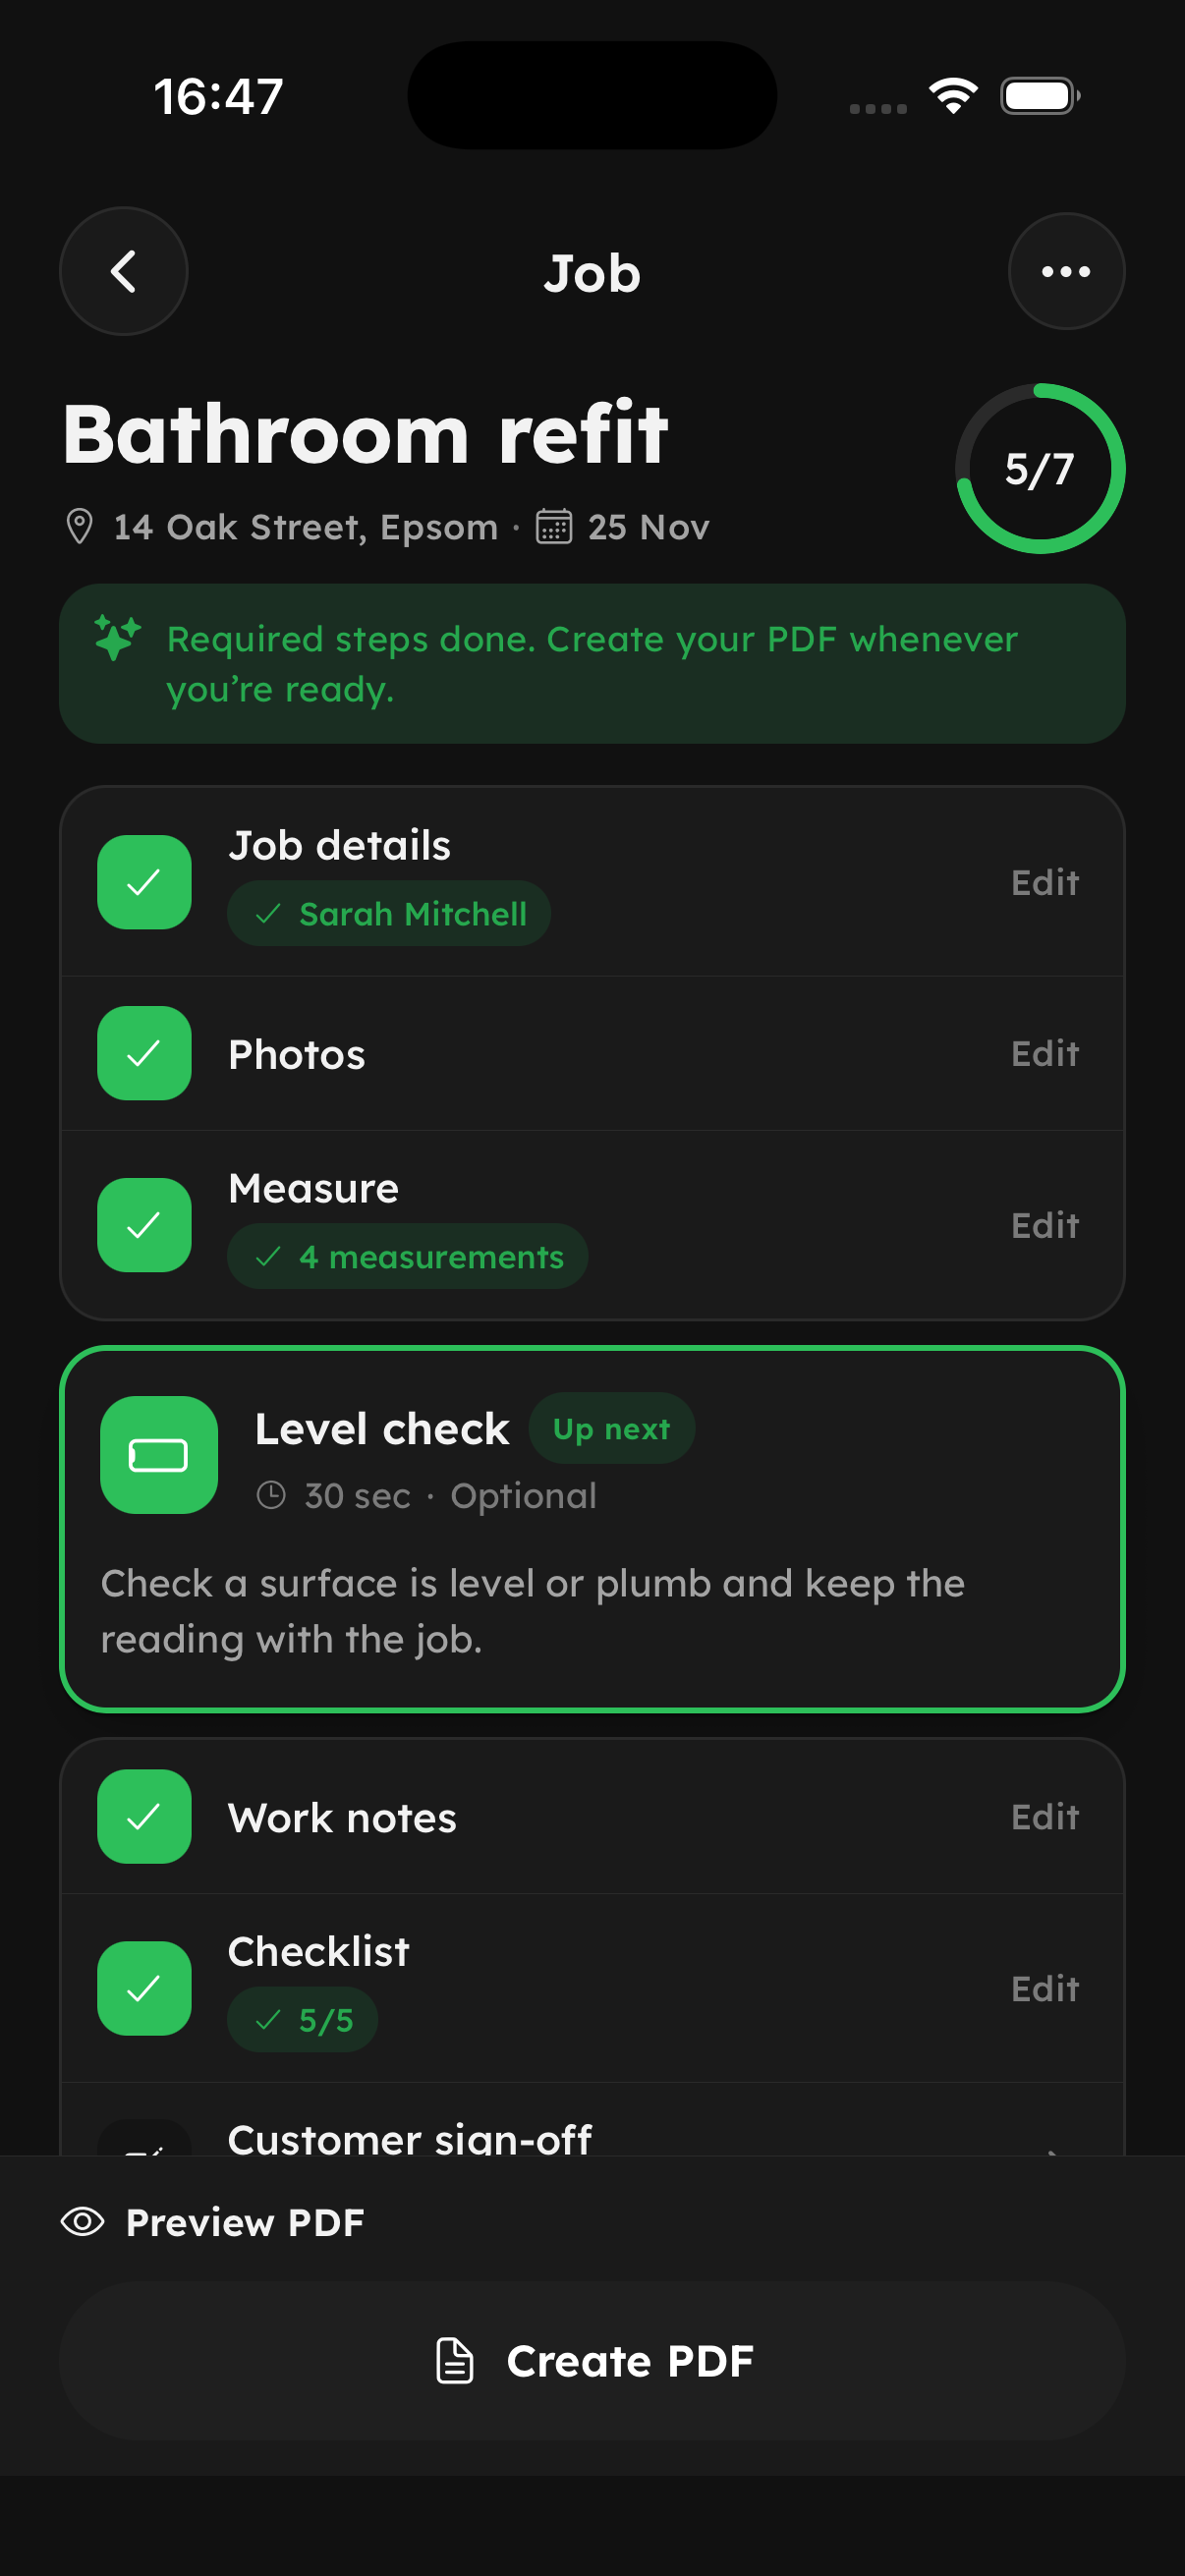 16:47
Job
Bathroom refit
5/7
14 Oak Street, Epsom · 25 Nov
Required steps done. Create your PDF whenever
you’re ready.
Job details
Sarah Mitchell
Edit
Photos
Edit
Measure
4 measurements
Edit
Level check
Up next
30 sec · Optional
Check a surface is level or plumb and keep the
reading with the job.
Work notes
Edit
Checklist
5/5
Edit
Customer sign-off
Preview PDF
Create PDF